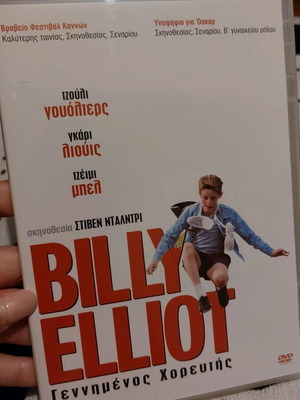 Βραβείο Φεστιβάλ Καννών
Καλύτερης ταινίας, Σκηνοθεσίας, Σεναρίου
Υποψήφιο για Όσκαρ
Σκηνοθεσίας, Σεναρίου, Β' γυναικείου ρόλου
τζούλι
γουόλτερς
γκάρι
λιούις
τζέιμι
μπελ
σκηνοθεσία ΣΤΙΒΕΝ ΝΤΑΛΝΤΡΙ
BILLY
ELLIOT
Γεννημένος Χορευτής
DVD